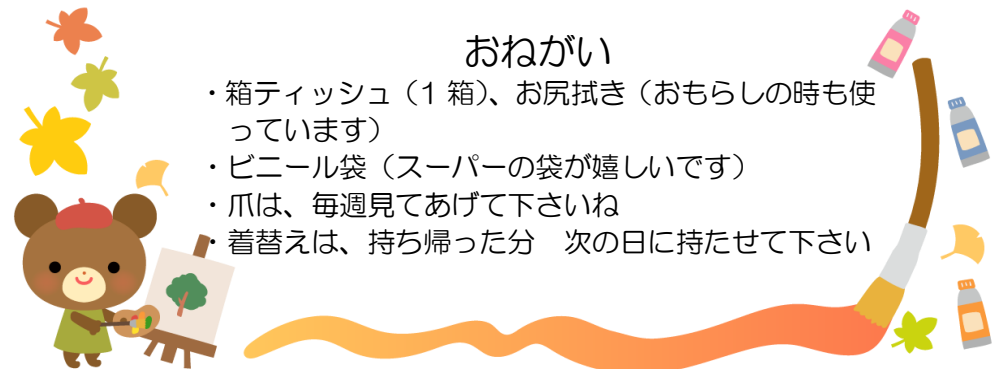 おねがい
・箱ティッシュ（1 箱）、お尻拭き（おもらしの時も使
っています）
・ビニール袋（スーパーの袋が嬉しいです）
・爪は、毎週見てあげて下さいね
・着替えは、持ち帰った分　次の日に持たせて下さい